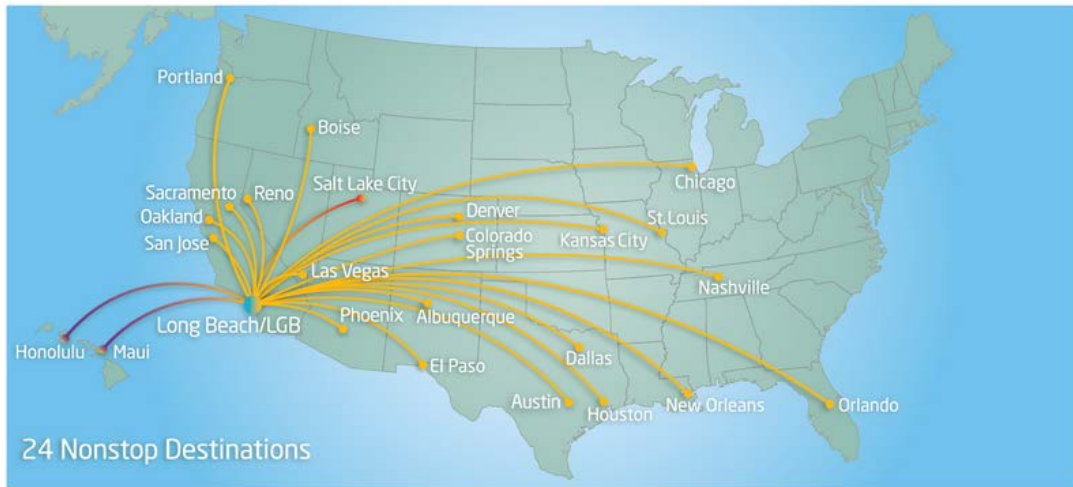 Portland
Boise
Salt Lake City
Sacramento
Reno
Chicago
Oakland
Denver
St.Louis
San Jose
Colorado
Springs
Kansas City
Las Vegas
Nashville
Long Beach/LGB
Phoenix
Albuquerque
Honolulu
Maui
El Paso
Dallas
Austin
Houston
New Orleans
Orlando
24 Nonstop Destinations